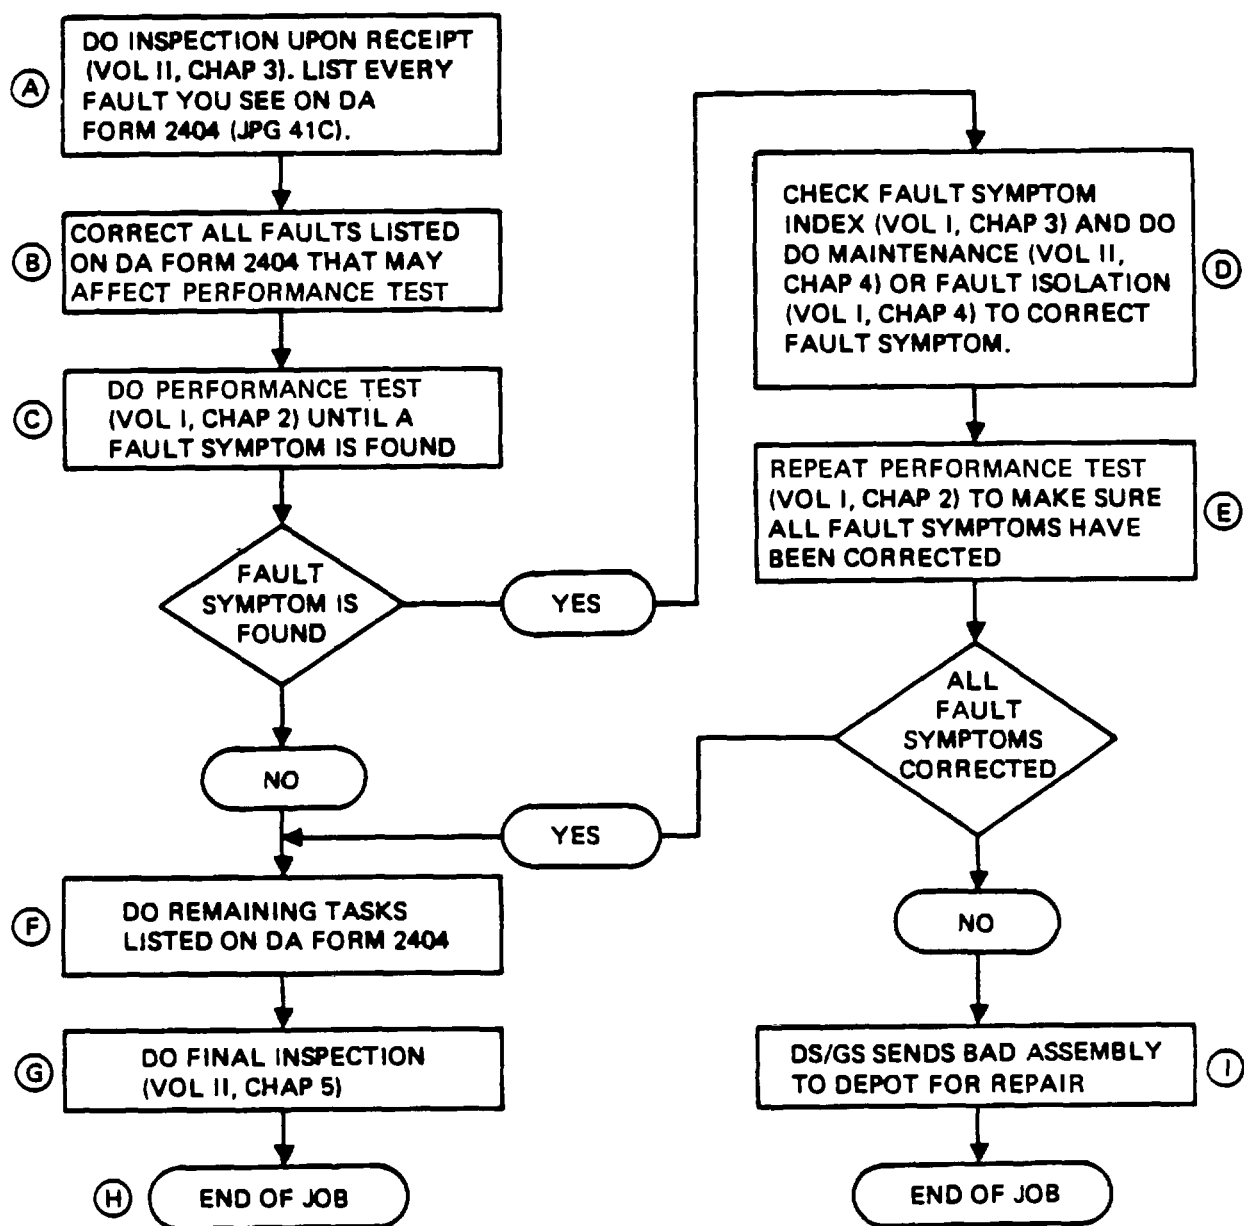 A
DO INSPECTION UPON RECEIPT
(VOL II, CHAP 3). LIST EVERY
FAULT YOU SEE ON DA
FORM 2404 (JPG 41C).
B
CORRECT ALL FAULTS LISTED
ON DA FORM 2404 THAT MAY
AFFECT PERFORMANCE TEST
C
DO PERFORMANCE TEST
(VOL I, CHAP 2) UNTIL A
FAULT SYMPTOM IS FOUND
FAULT
SYMPTOM IS
FOUND
YES
NO
CHECK FAULT SYMPTOM
INDEX (VOL I, CHAP 3) AND DO
DO MAINTENANCE (VOL II,
CHAP 4) OR FAULT ISOLATION
(VOL I, CHAP 4) TO CORRECT
FAULT SYMPTOM.
D
REPEAT PERFORMANCE TEST
(VOL I, CHAP 2) TO MAKE SURE
ALL FAULT SYMPTOMS HAVE
BEEN CORRECTED
E
ALL
FAULT
SYMPTOMS
CORRECTED
YES
NO
F
DO REMAINING TASKS
LISTED ON DA FORM 2404
G
DO FINAL INSPECTION
(VOL II, CHAP 5)
H
END OF JOB
DS/GS SENDS BAD ASSEMBLY
TO DEPOT FOR REPAIR
I
END OF JOB